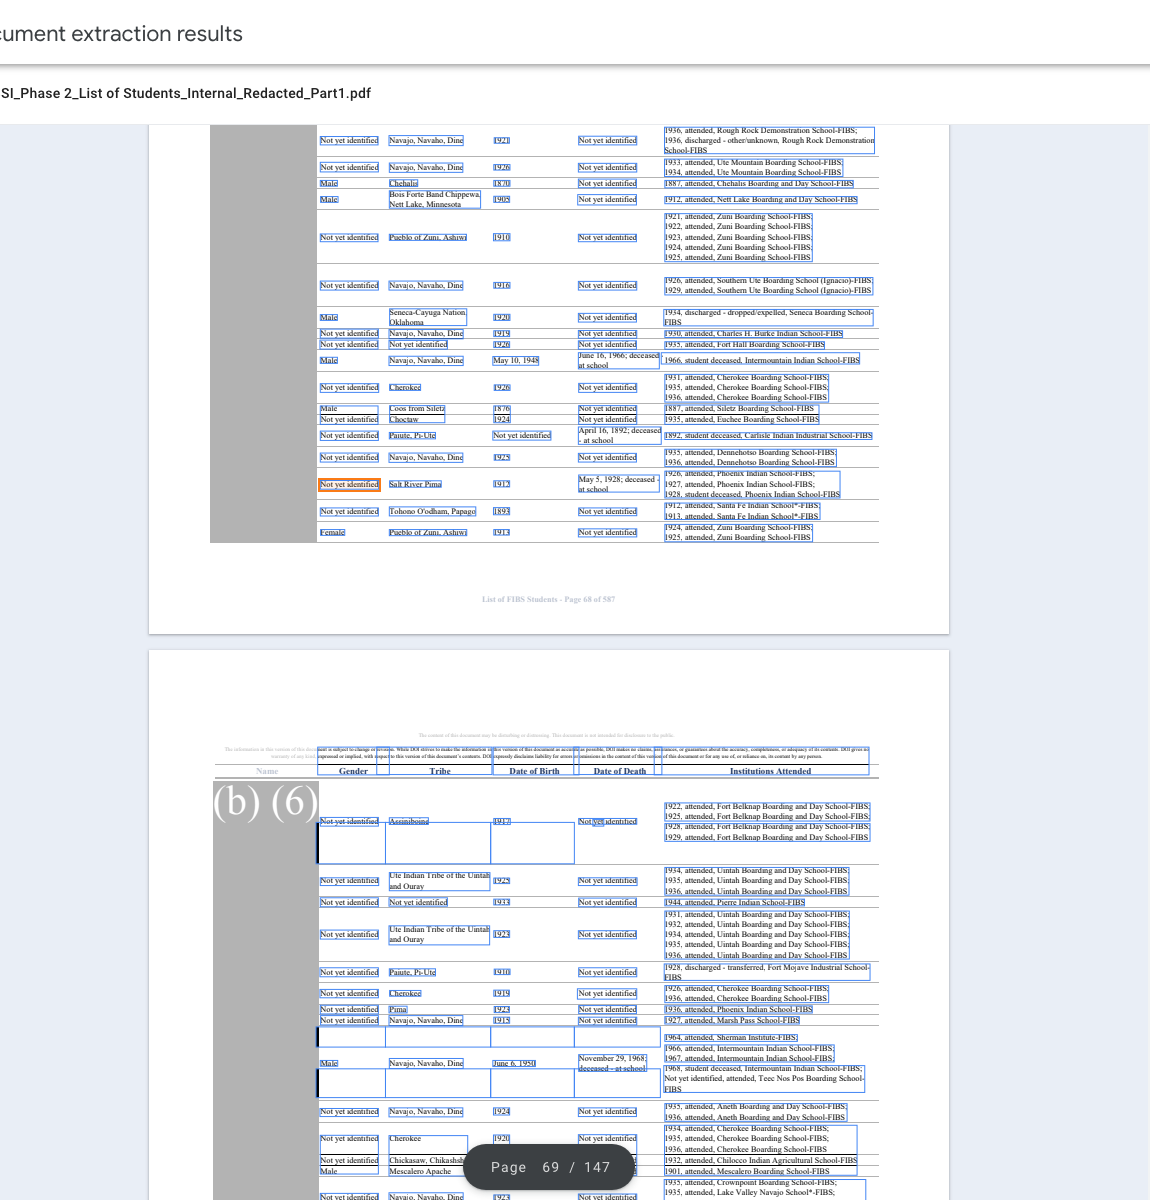 cument extraction results
SI_Phase 2_List of Students_Internal_Redacted_Part1.pdf
1936, attended, Rough Rock Demonstration School-FIBS;
Not yet identified Navajo, Navaho, Dine 1921 Not yet identified 1936, discharge - other/unknown, Rough Rock Demonstration
School-FIBS
Not yet identified Navajo, Navaho, Dine 1926 Not yet identified 1933, attended, Ute Mountain Boarding School-FIBS;
1934, attended, Ute Mountain Boarding School-FIBS
Male Chehalis 1870 Not yet identified 1887, attended, Chehalis Boarding and Day School-FIBS
Male Bois Forte Band Chippewa, 1905 Not yet identified 1912, attended, Nett Lake Boarding and Day School-FIBS
Nett Lake, Minnesota
1921, attended, Zuni Boarding School-FIBS;
1922, attended, Zuni Boarding School-FIBS;
Not yet identified Pueblo of Zuni, Ashiwi 1910 Not yet identified 1923, attended, Zuni Boarding School-FIBS;
1924, attended, Zuni Boarding School-FIBS;
1925, attended, Zuni Boarding School-FIBS
Not yet identified Navajo, Navaho, Dine 1916 Not yet identified 1926, attended, Southern Ute Boarding School (Ignacio)-FIBS;
1929, attended, Southern Ute Boarding School (Ignacio)-FIBS
Male Seneca-Cayuga Nation, 1920 Not yet identified 1934, discharge - dropped/expelled, Seneca Boarding School-
Oklahoma FIBS
Not yet identified Navajo, Navaho, Dine 1919 Not yet identified 1930, attended, Charles H. Burke Indian School-FIBS
Not yet identified Not yet identified 1926 Not yet identified 1935, attended, Fort Hall Boarding School-FIBS
Male Navajo, Navaho, Dine May 10, 1948 June 16, 1966; deceased 1966, student deceased, Intermountain Indian School-FIBS
at school
1931, attended, Cherokee Boarding School-FIBS;
Not yet identified Cherokee 1926 Not yet identified 1935, attended, Cherokee Boarding School-FIBS;
1936, attended, Cherokee Boarding School-FIBS
Male Coos from Siletz 1876 Not yet identified 1887, attended, Siletz Boarding School-FIBS
Not yet identified Choctaw 1924 Not yet identified 1935, attended, Euchee Boarding School-FIBS
Not yet identified Paiute, Pi-Ute Not yet identified April 16, 1892; deceased 1892, student deceased, Carlisle Indian Industrial School-FIBS
- at school
Not yet identified Navajo, Navaho, Dine 1925 Not yet identified 1935, attended, Dennehotso Boarding School-FIBS;
1936, attended, Dennehotso Boarding School-FIBS
1926, attended, Phoenix Indian School-FIBS;
Not yet identified Salt River Pima 1912 May 5, 1928; deceased - 1927, attended, Phoenix Indian School-FIBS;
at school 1928, student deceased, Phoenix Indian School-FIBS
Not yet identified Tohono O'odham, Papago 1893 Not yet identified 1912, attended, Santa Fe Indian School*-FIBS;
1913, attended, Santa Fe Indian School*-FIBS
Female Pueblo of Zuni, Ashiwi 1913 Not yet identified 1924, attended, Zuni Boarding School-FIBS;
1925, attended, Zuni Boarding School-FIBS
List of FIBS Students - Page 68 of 587
The content of this document may be disturbing or distressing. This document is not intended for disclosure to the public.
The information in this version of this document is subject to change or revision. While DOI strives to make the information in this version of this document as accurate as possible, DOI makes no claims, assurances, or guarantees about the accuracy, completeness, or adequacy of its contents. DOI gives no
warranty of any kind, expressed or implied, with respect to this version of this document's contents. DOI expressly disclaims liability for errors or omissions in the content of this version of this document or for any use of, or reliance on, its content by any person.
Name Gender Tribe Date of Birth Date of Death Institutions Attended
(b) (6)
1922, attended, Fort Belknap Boarding and Day School-FIBS;
Not yet identified Assiniboine 1917 Not yet identified 1925, attended, Fort Belknap Boarding and Day School-FIBS;
1928, attended, Fort Belknap Boarding and Day School-FIBS;
1929, attended, Fort Belknap Boarding and Day School-FIBS
1934, attended, Uintah Boarding and Day School-FIBS;
Not yet identified Ute Indian Tribe of the Uintah 1925 Not yet identified 1935, attended, Uintah Boarding and Day School-FIBS;
and Ouray 1936, attended, Uintah Boarding and Day School-FIBS
Not yet identified Not yet identified 1933 Not yet identified 1944, attended, Pierre Indian School-FIBS
1931, attended, Uintah Boarding and Day School-FIBS;
1932, attended, Uintah Boarding and Day School-FIBS;
Not yet identified Ute Indian Tribe of the Uintah 1923 Not yet identified 1934, attended, Uintah Boarding and Day School-FIBS;
and Ouray 1935, attended, Uintah Boarding and Day School-FIBS;
1936, attended, Uintah Boarding and Day School-FIBS
Not yet identified Paiute, Pi-Ute 1910 Not yet identified 1928, discharge - transferred, Fort Mojave Industrial School-
FIBS
Not yet identified Cherokee 1919 Not yet identified 1926, attended, Cherokee Boarding School-FIBS;
1936, attended, Cherokee Boarding School-FIBS
Not yet identified Pima 1923 Not yet identified 1936, attended, Phoenix Indian School-FIBS
Not yet identified Navajo, Navaho, Dine 1915 Not yet identified 1927, attended, Marsh Pass School-FIBS
1964, attended, Sherman Institute-FIBS;
1966, attended, Intermountain Indian School-FIBS;
Male Navajo, Navaho, Dine June 6, 1950 November 29, 1968; 1967, attended, Intermountain Indian School-FIBS;
deceased - at school 1968, student deceased, Intermountain Indian School-FIBS;
Not yet identified, attended, Teec Nos Pos Boarding School-
FIBS
Not yet identified Navajo, Navaho, Dine 1924 Not yet identified 1935, attended, Aneth Boarding and Day School-FIBS;
1936, attended, Aneth Boarding and Day School-FIBS
1934, attended, Cherokee Boarding School-FIBS;
Not yet identified Cherokee 1920 Not yet identified 1935, attended, Cherokee Boarding School-FIBS;
1936, attended, Cherokee Boarding School-FIBS
Not yet identified Chickasaw, 1932, attended, Chilocco Indian Agricultural School-FIBS
Male Mescalero Apache 1901, attended, Mescalero Boarding School-FIBS
1935, attended, Crownpoint Boarding School-FIBS;
1935, attended, Lake Valley Navajo School*-FIBS;
Not yet identified Navajo, Navaho, Dine 1923 Not yet identified
Page 69 / 147